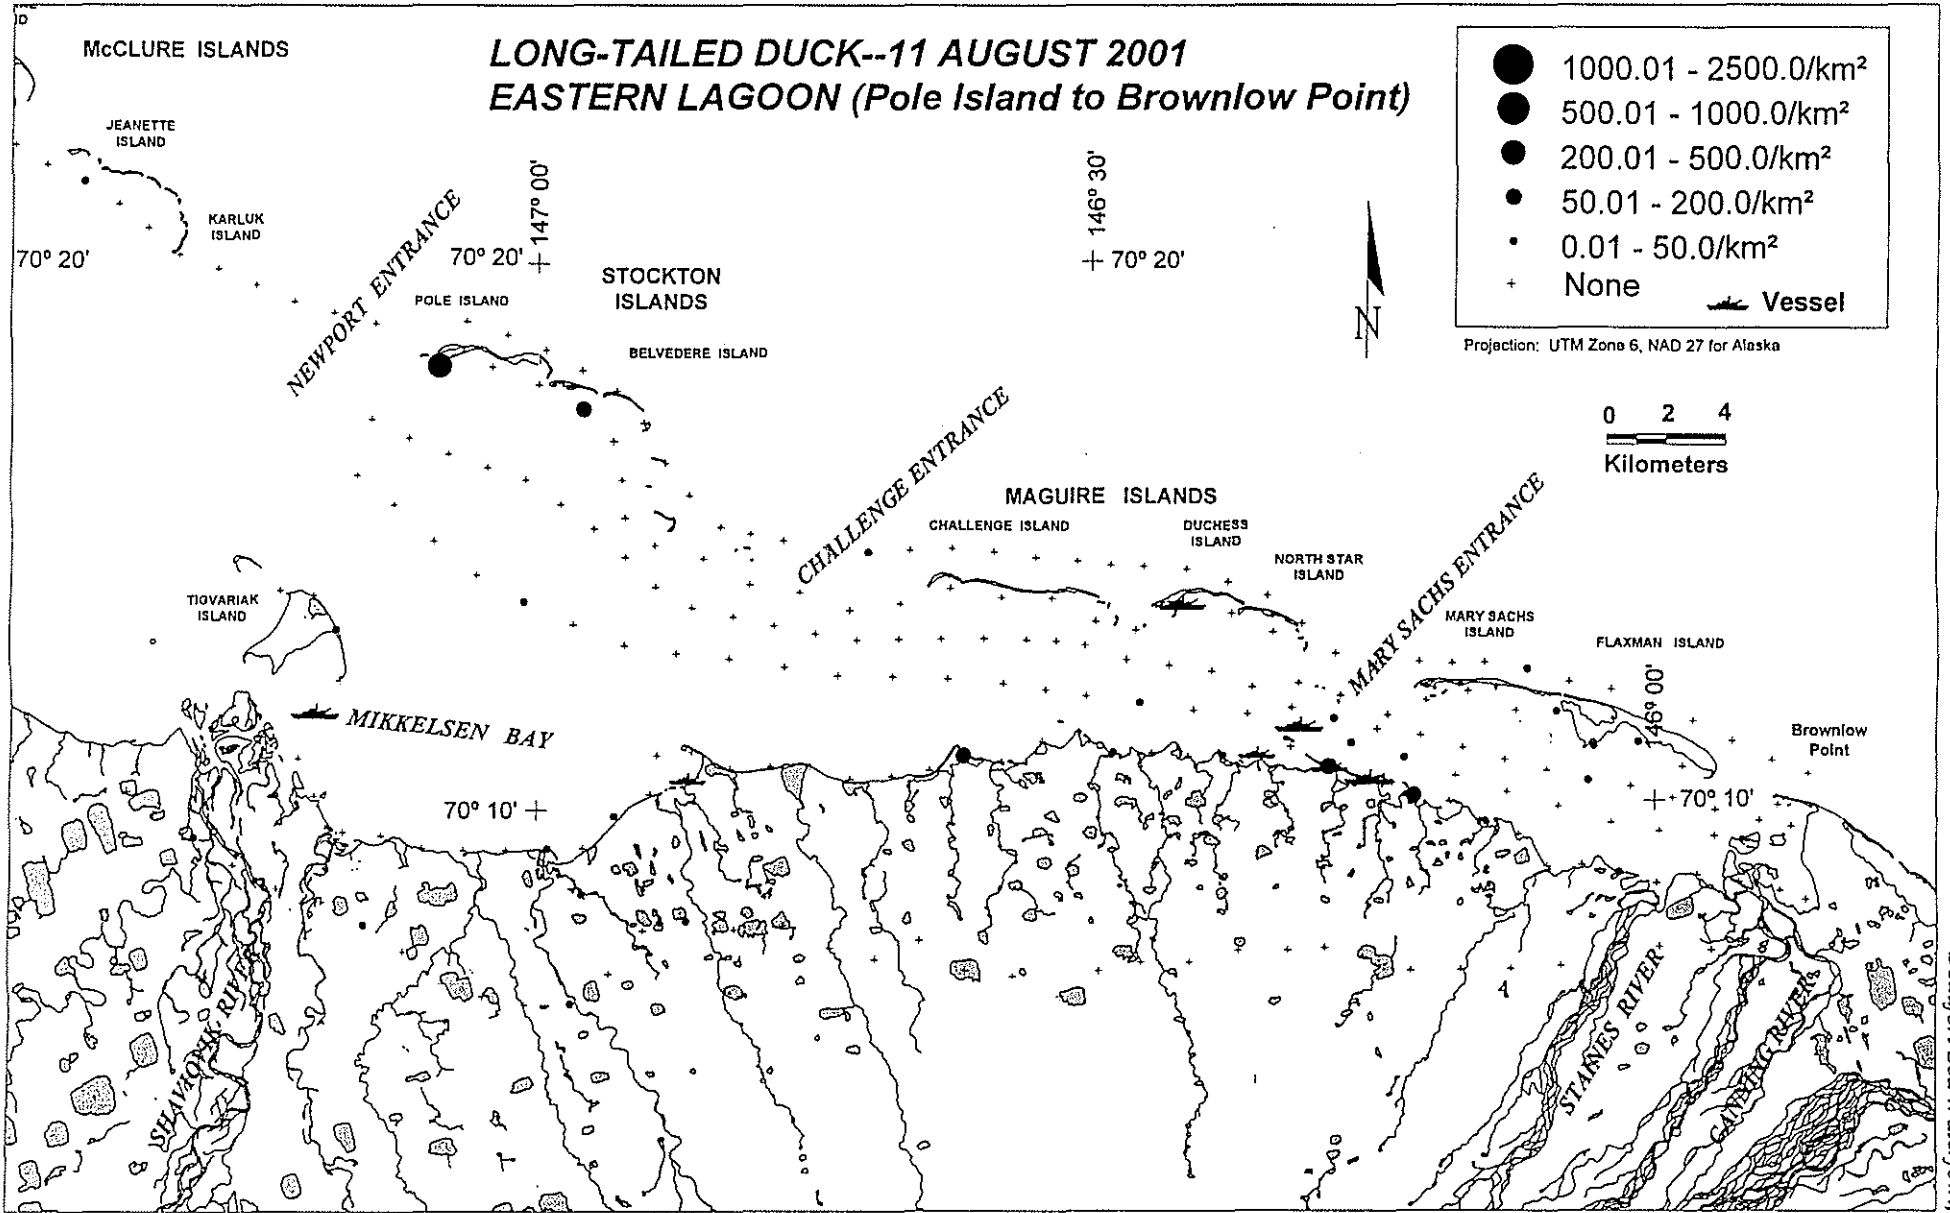 McCLURE ISLANDS
LONG-TAILED DUCK--11 AUGUST 2001
EASTERN LAGOON (Pole Island to Brownlow Point)
1000.01 - 2500.0/km²
500.01 - 1000.0/km²
200.01 - 500.0/km²
50.01 - 200.0/km²
0.01 - 50.0/km²
None
Vessel
Projection: UTM Zone 6, NAD 27 for Alaska
JEANETTE
ISLAND
KARLUK
ISLAND
70° 20'
NEWPORT ENTRANCE
147° 00'
70° 20'
146° 30'
70° 20'
N
STOCKTON
ISLANDS
POLE ISLAND
BELVEDERE ISLAND
0 2 4
Kilometers
CHALLENGE ENTRANCE
MAGUIRE ISLANDS
CHALLENGE ISLAND
DUCHESS
ISLAND
NORTH STAR
ISLAND
MARY SACHS ENTRANCE
MARY SACHS
ISLAND
FLAXMAN ISLAND
146° 00'
TIGVARIAK
ISLAND
MIKKELSEN BAY
Brownlow
Point
70° 10'
70° 10'
SHAVIOVIK RIVER
STAINES RIVER
CANNING RIVER